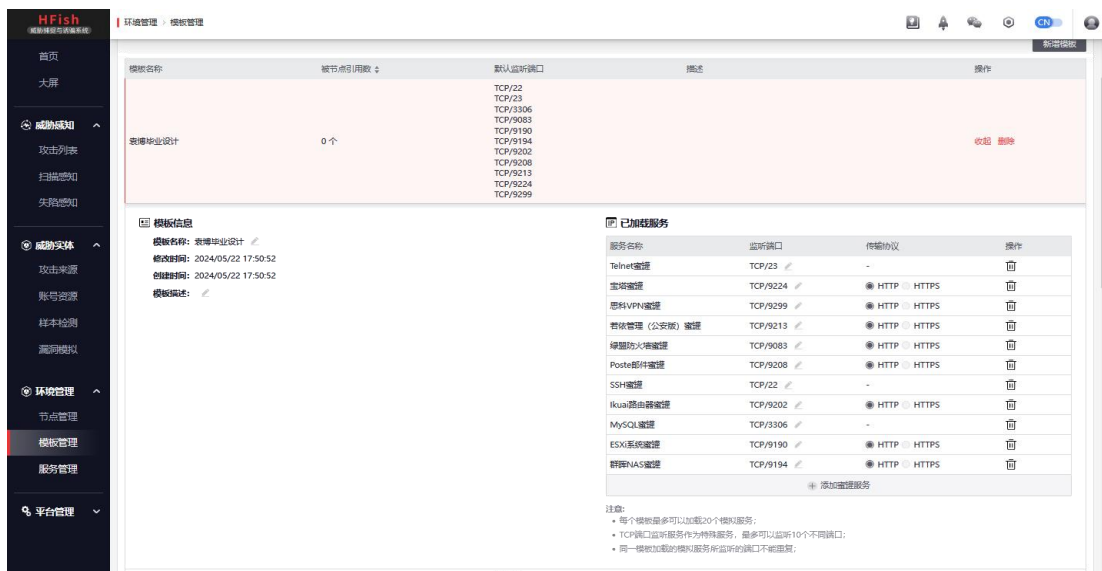 HFish
威胁捕捉与诱骗系统
环境管理 > 模板管理
CN
首页
大屏
威胁感知
攻击列表
扫描感知
失陷感知
威胁实体
攻击来源
账号资源
样本检测
漏洞模拟
环境管理
节点管理
模板管理
服务管理
平台管理
新增模板
模板名称 被节点引用数 默认监听端口 描述 操作
TCP/22
TCP/23
TCP/3306
TCP/9083
TCP/9190
袁博毕业设计 0 个 TCP/9194 收起 删除
TCP/9202
TCP/9208
TCP/9213
TCP/9224
TCP/9299
模板信息
模板名称: 袁博毕业设计
修改时间: 2024/05/22 17:50:52
创建时间: 2024/05/22 17:50:52
模板描述:
已加载服务
服务名称 监听端口 传输协议 操作
Telnet蜜罐 TCP/23 -
宝塔蜜罐 TCP/9224 HTTP HTTPS
思科VPN蜜罐 TCP/9299 HTTP HTTPS
若依管理（公安版）蜜罐 TCP/9213 HTTP HTTPS
绿盟防火墙蜜罐 TCP/9083 HTTP HTTPS
Poste邮件蜜罐 TCP/9208 HTTP HTTPS
SSH蜜罐 TCP/22 -
Ikuai路由器蜜罐 TCP/9202 HTTP HTTPS
MySQL蜜罐 TCP/3306 -
ESXi系统蜜罐 TCP/9190 HTTP HTTPS
群晖NAS蜜罐 TCP/9194 HTTP HTTPS
添加蜜罐服务
注意:
• 每个模板最多可以加载20个模拟服务;
• TCP端口监听服务作为特殊服务，最多可以监听10个不同端口;
• 同一模板加载的模拟服务所监听的端口不能重复;